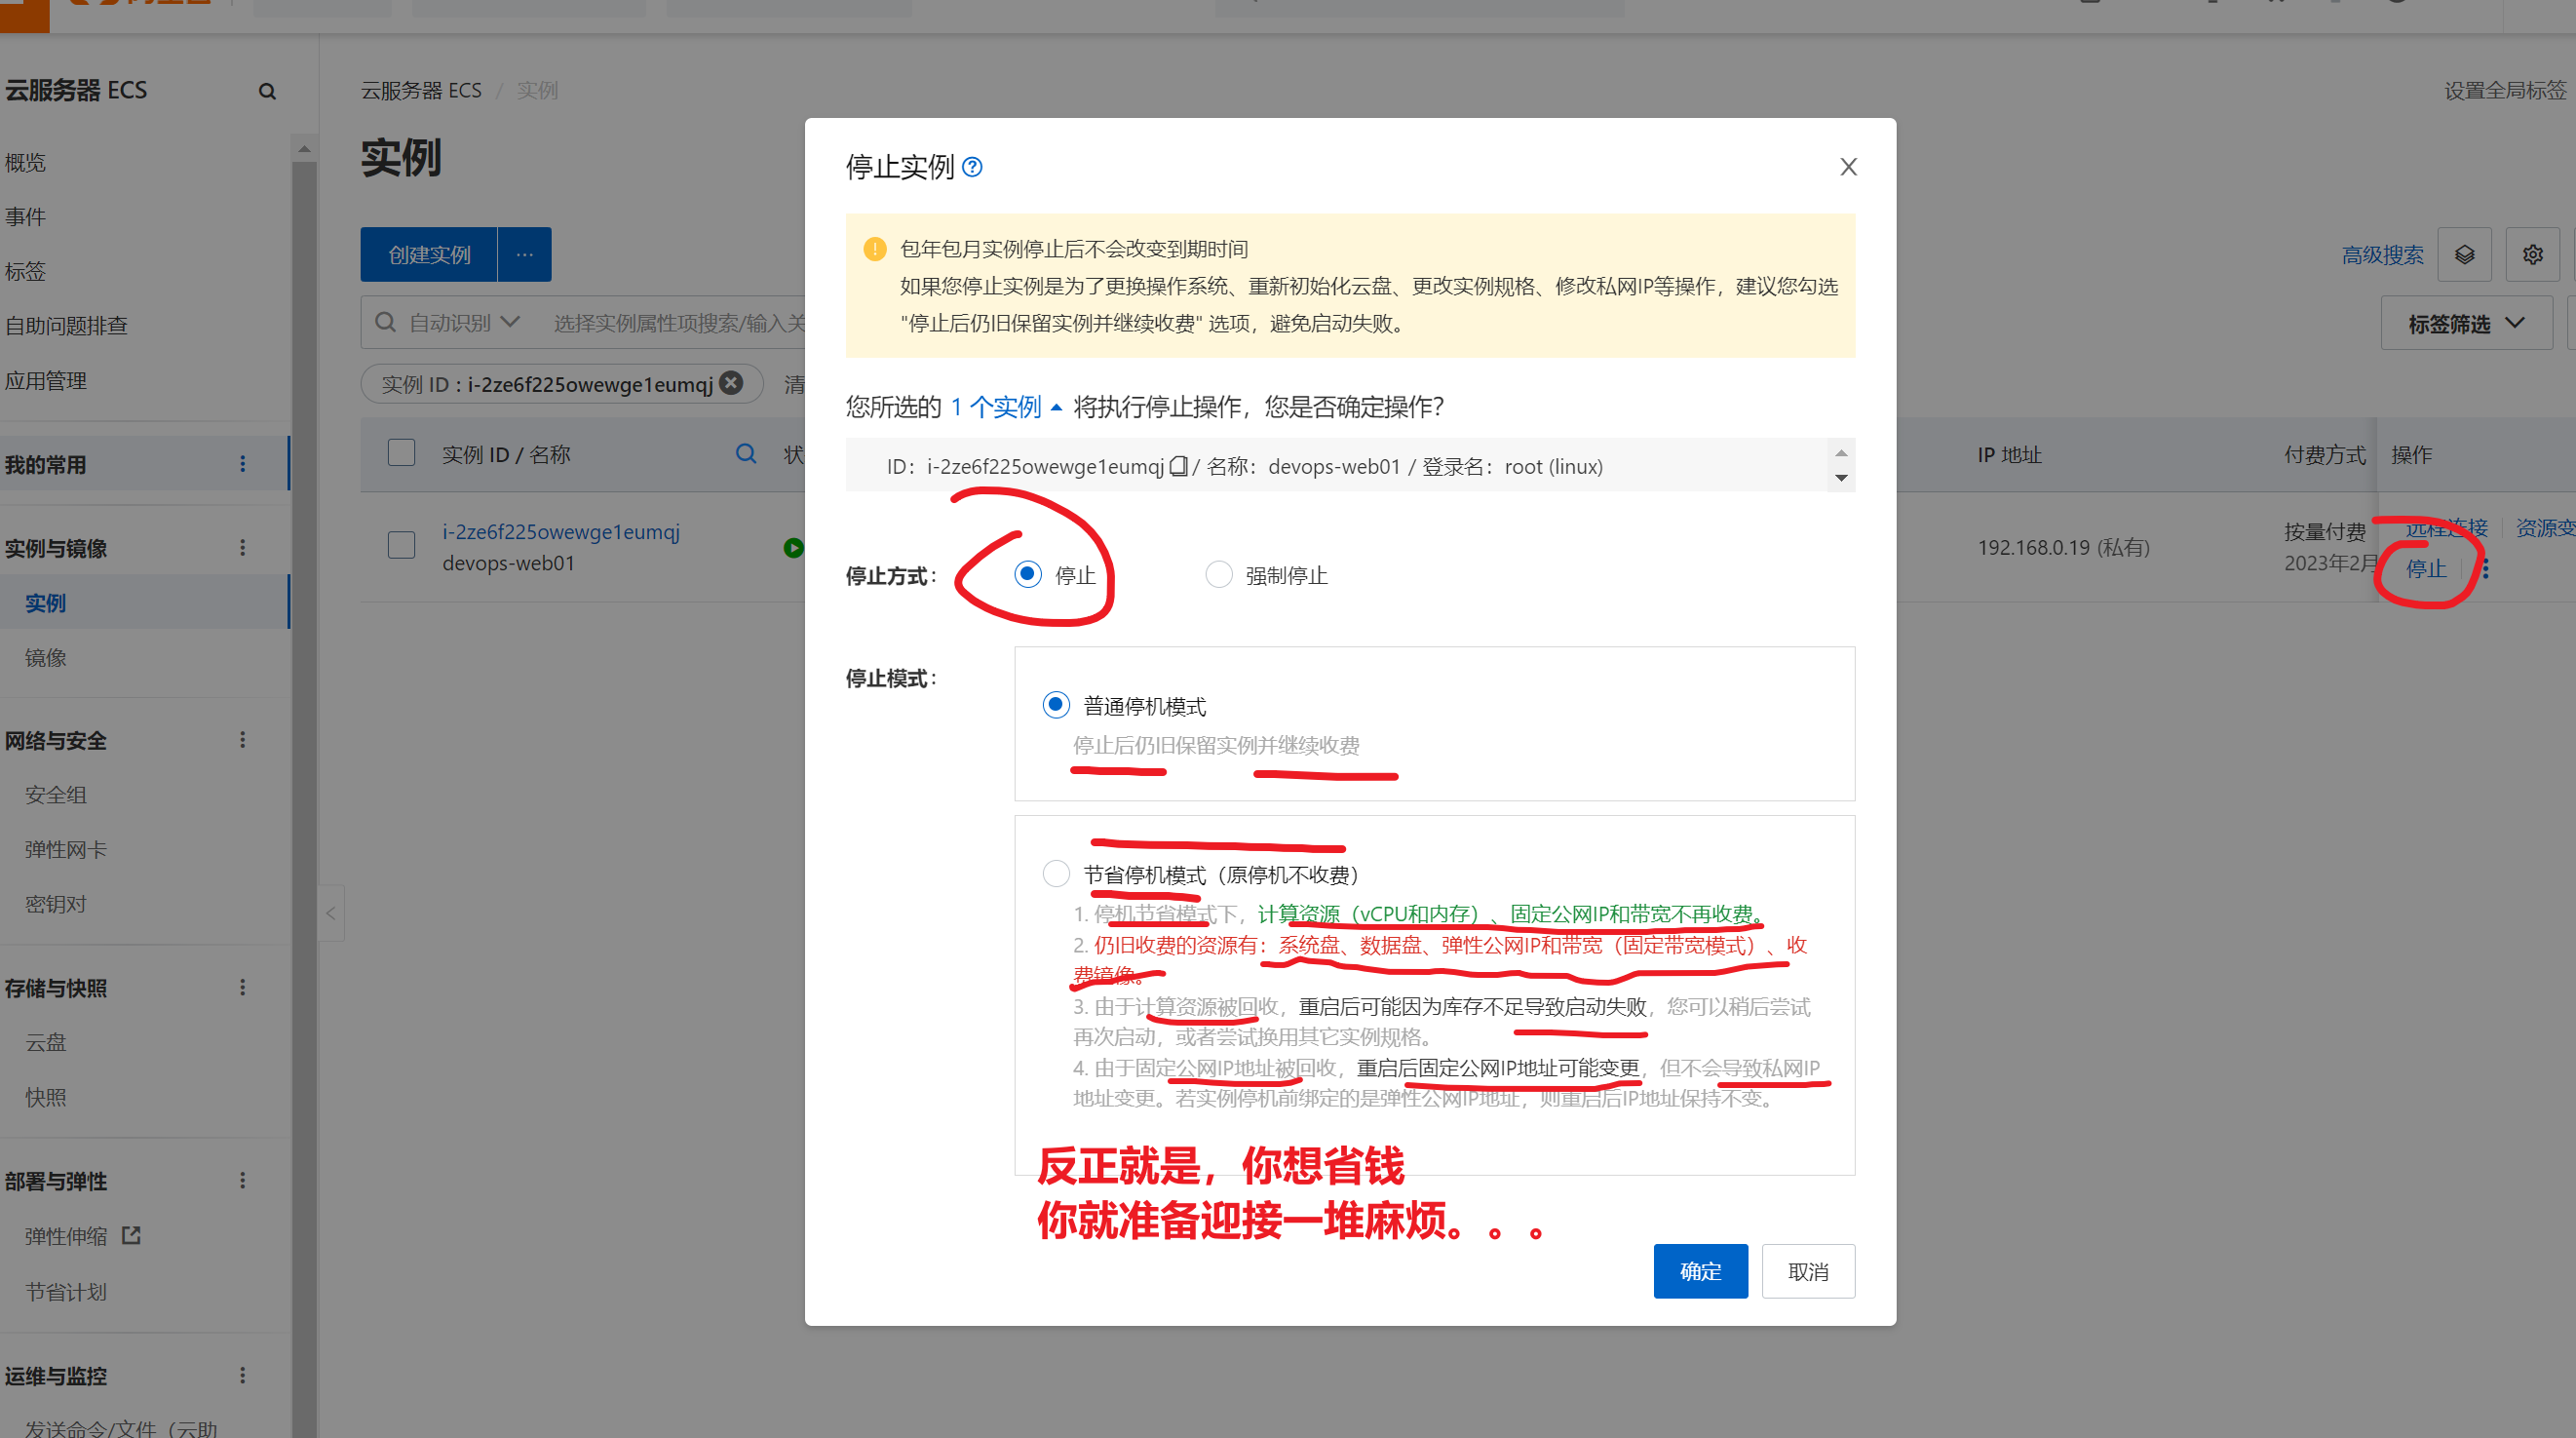 云服务器 ECS
概览
事件
标签
自助问题排查
应用管理
我的常用
实例与镜像
实例
镜像
网络与安全
安全组
弹性网卡
密钥对
存储与快照
云盘
快照
部署与弹性
弹性伸缩
节省计划
运维与监控
发送命令/文件（云助
云服务器 ECS / 实例
设置全局标签
实例
创建实例 ...
高级搜索
自动识别 选择实例属性项搜索/输入关
标签筛选
实例 ID : i-2ze6f225owewge1eumqj 清
实例 ID / 名称 状 IP 地址 付费方式 操作
i-2ze6f225owewge1eumqj
devops-web01
192.168.0.19 (私有)
按量付费
2023年2月
远程连接 资源变
停止
停止实例
包年包月实例停止后不会改变到期时间
如果您停止实例是为了更换操作系统、重新初始化云盘、更改实例规格、修改私网IP等操作，建议您勾选
"停止后仍旧保留实例并继续收费" 选项，避免启动失败。
您所选的 1 个实例 将执行停止操作，您是否确定操作？
ID：i-2ze6f225owewge1eumqj / 名称：devops-web01 / 登录名：root (linux)
停止方式： 停止 强制停止
停止模式：
普通停机模式
停止后仍旧保留实例并继续收费
节省停机模式（原停机不收费）
1. 停机节省模式下，计算资源（vCPU和内存）、固定公网IP和带宽不再收费。
2. 仍旧收费的资源有：系统盘、数据盘、弹性公网IP和带宽（固定带宽模式）、收
费镜像。
3. 由于计算资源被回收，重启后可能因为库存不足导致启动失败，您可以稍后尝试
再次启动，或者尝试换用其它实例规格。
4. 由于固定公网IP地址被回收，重启后固定公网IP地址可能变更，但不会导致私网IP
地址变更。若实例停机前绑定的是弹性公网IP地址，则重启后IP地址保持不变。
反正就是，你想省钱
你就准备迎接一堆麻烦。。。
确定 取消